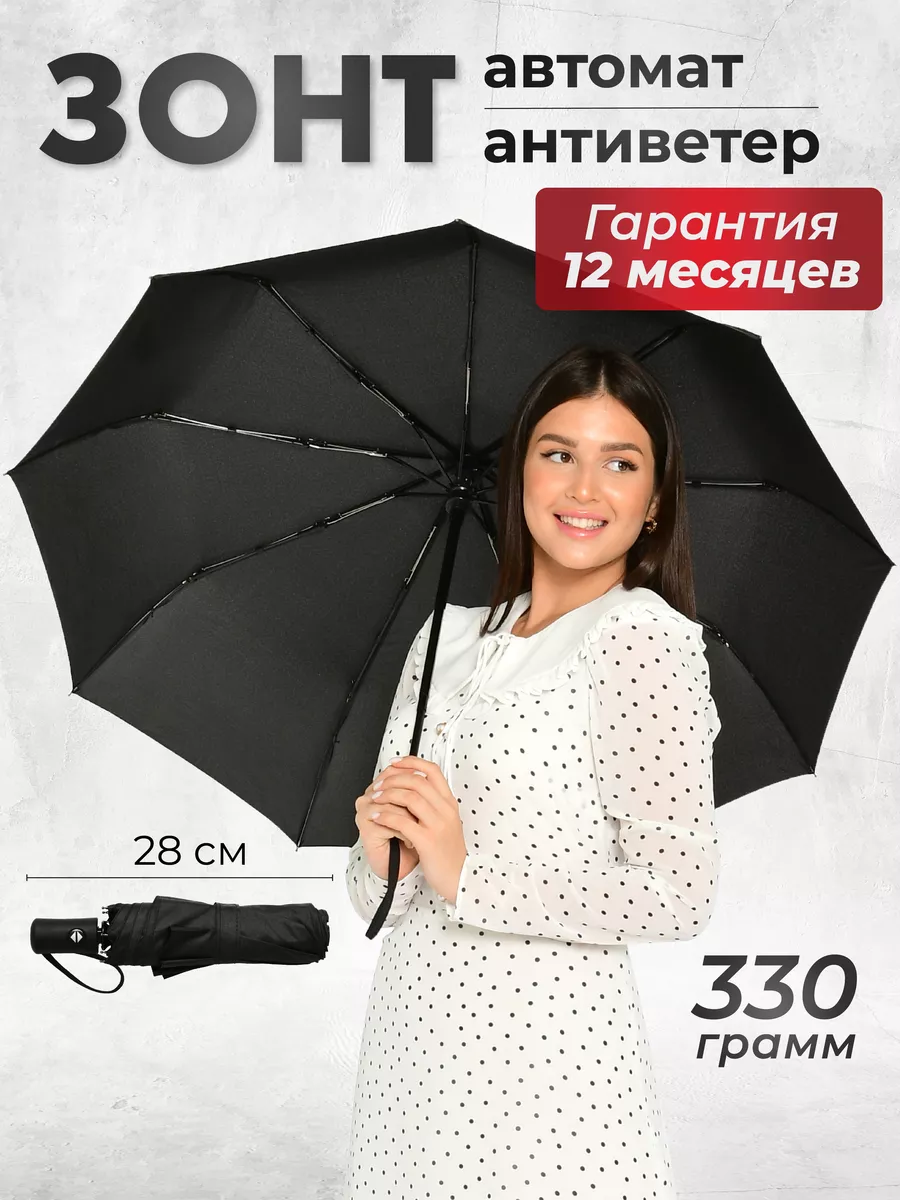 ЗОНТ
автомат
антиветер
Гарантия
12 месяцев
28 см
330
грамм